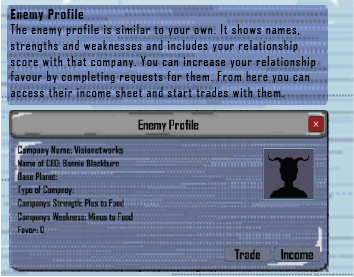 Enemy Profile
The enemy profile is similar to your own. It shows names,
strengths and weaknesses and includes your relationship
score with that company. You can increase your relationship
favour by completing requests for them. From here you can
access their income sheet and start trades with them.
Enemy Profile
x
Company Name: Visionetworks
Name of CEO: Bonnie Blackburn
Base Planet:
Type of Compnay:
Companys Strength: Plus to Food
Companys Weakness: Minus to Food
Favor: 0
Trade Income